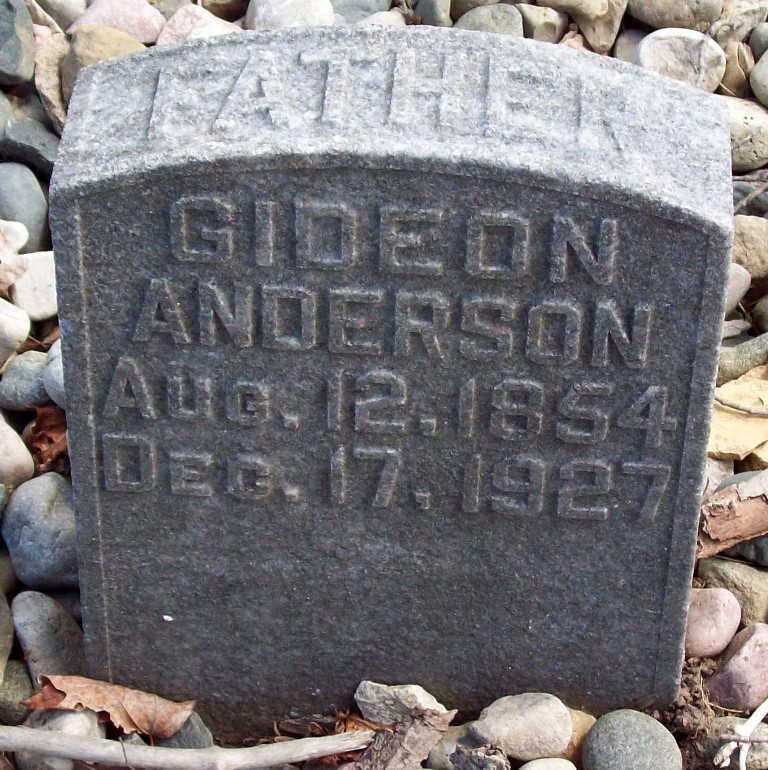 FATHER
GIDEON
ANDERSON
AUG. 12. 1854
DEC. 17. 1927